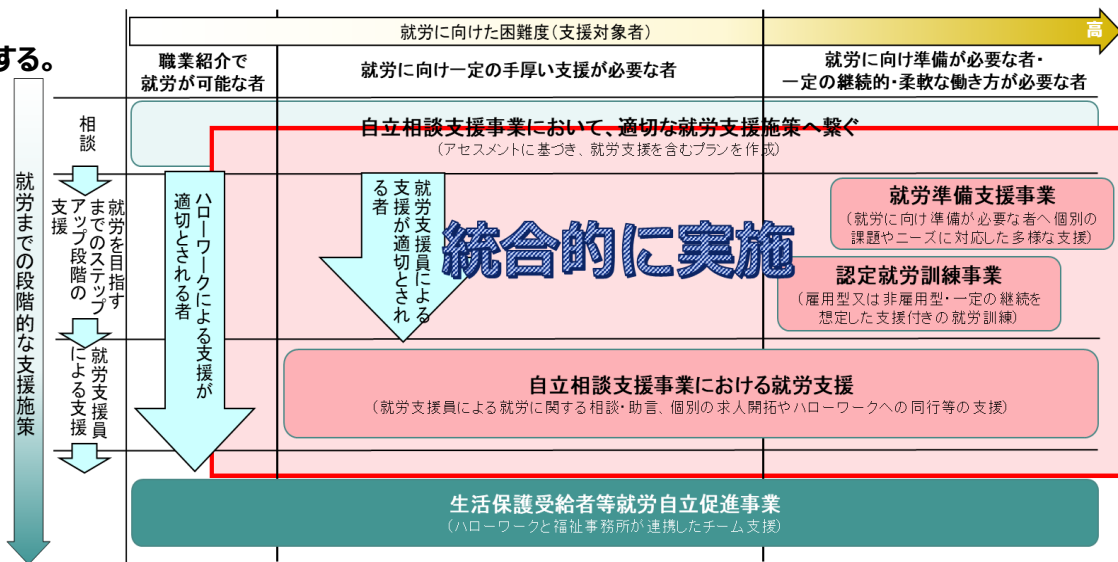 就労に向けた困難度(支援対象者)
高
する。
職業紹介で
就労が可能な者
就労に向け一定の手厚い支援が必要な者
就労に向け準備が必要な者・
一定の継続的・柔軟な働き方が必要な者
就労までの段階的な支援施策
相談
自立相談支援事業において、適切な就労支援施策へ繋ぐ
(アセスメントに基づき、就労支援を含むプランを作成)
就労を目指す
までのステップ
アップ段階の
支援
ハローワークによる支援が
適切とされる者
就労支援員による
支援が適切とされ
る者
統合的に実施
就労準備支援事業
(就労に向け準備が必要な者へ個別の
課題やニーズに対応した多様な支援)
認定就労訓練事業
(雇用型又は非雇用型・一定の継続を
想定した支援付きの就労訓練)
就労支援員
による支援
自立相談支援事業における就労支援
(就労支援員による就労に関する相談・助言、個別の求人開拓やハローワークへの同行等の支援)
生活保護受給者等就労自立促進事業
(ハローワークと福祉事務所が連携したチーム支援)